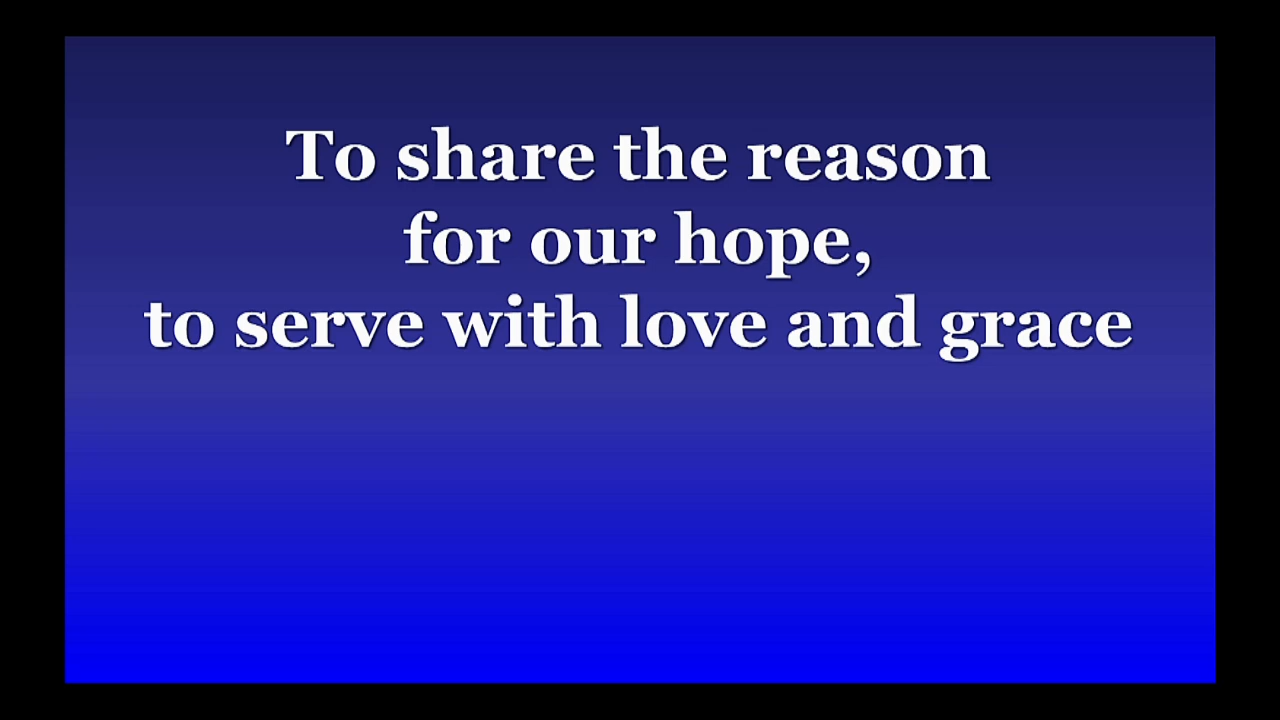 To share the reason
for our hope,
to serve with love and grace